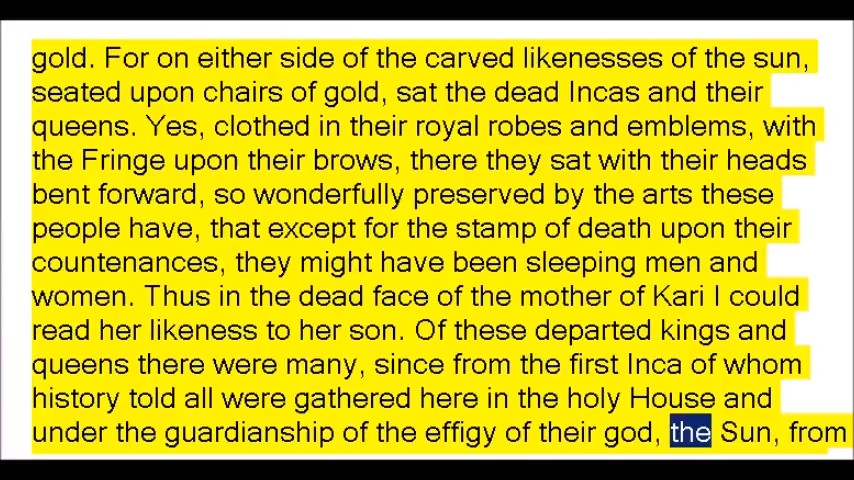 gold. For on either side of the carved likenesses of the sun,
seated upon chairs of gold, sat the dead Incas and their
queens. Yes, clothed in their royal robes and emblems, with
the Fringe upon their brows, there they sat with their heads
bent forward, so wonderfully preserved by the arts these
people have, that except for the stamp of death upon their
countenances, they might have been sleeping men and
women. Thus in the dead face of the mother of Kari I could
read her likeness to her son. Of these departed kings and
queens there were many, since from the first Inca of whom
history told all were gathered here in the holy House and
under the guardianship of the effigy of their god, the Sun, from